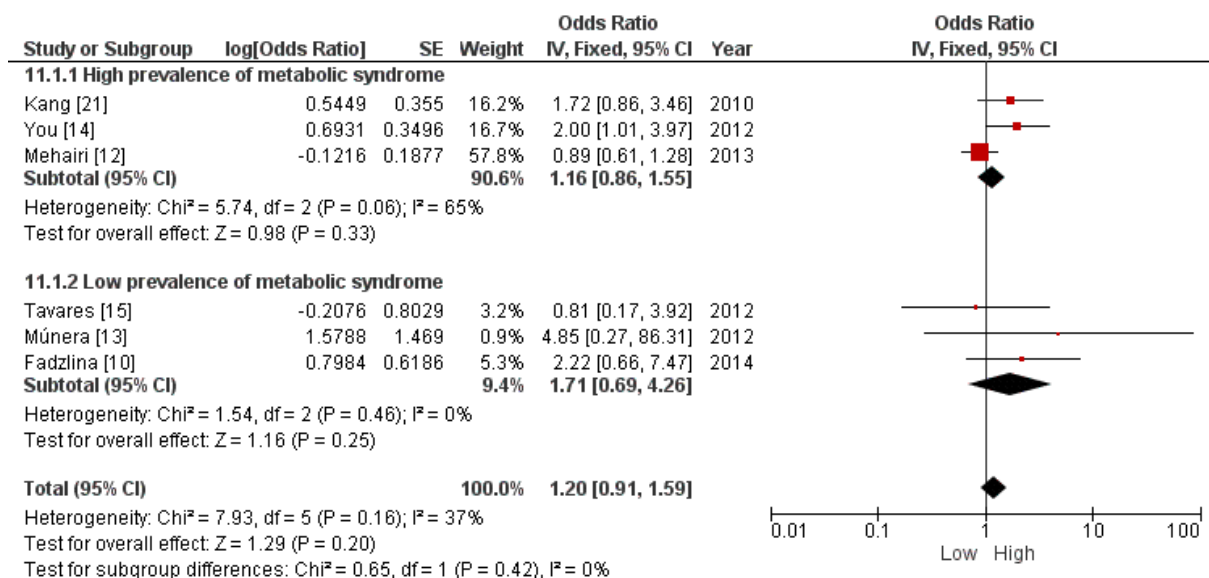 Odds Ratio Odds Ratio
Study or Subgroup log[Odds Ratio] SE Weight IV, Fixed, 95% CI Year IV, Fixed, 95% CI
11.1.1 High prevalence of metabolic syndrome
Kang [21] 0.5449 0.355 16.2% 1.72 [0.86, 3.46] 2010
You [14] 0.6931 0.3496 16.7% 2.00 [1.01, 3.97] 2012
Mehairi [12] -0.1216 0.1877 57.8% 0.89 [0.61, 1.28] 2013
Subtotal (95% CI) 90.6% 1.16 [0.86, 1.55]
Heterogeneity: Chi² = 5.74, df = 2 (P = 0.06); I² = 65%
Test for overall effect: Z = 0.98 (P = 0.33)
11.1.2 Low prevalence of metabolic syndrome
Tavares [15] -0.2076 0.8029 3.2% 0.81 [0.17, 3.92] 2012
Múnera [13] 1.5788 1.469 0.9% 4.85 [0.27, 86.31] 2012
Fadzlina [10] 0.7984 0.6186 5.3% 2.22 [0.66, 7.47] 2014
Subtotal (95% CI) 9.4% 1.71 [0.69, 4.26]
Heterogeneity: Chi² = 1.54, df = 2 (P = 0.46); I² = 0%
Test for overall effect: Z = 1.16 (P = 0.25)
Total (95% CI) 100.0% 1.20 [0.91, 1.59]
Heterogeneity: Chi² = 7.93, df = 5 (P = 0.16); I² = 37%
Test for overall effect: Z = 1.29 (P = 0.20)
Test for subgroup differences: Chi² = 0.65, df = 1 (P = 0.42), I² = 0%
0.01 0.1 1 10 100
Low High